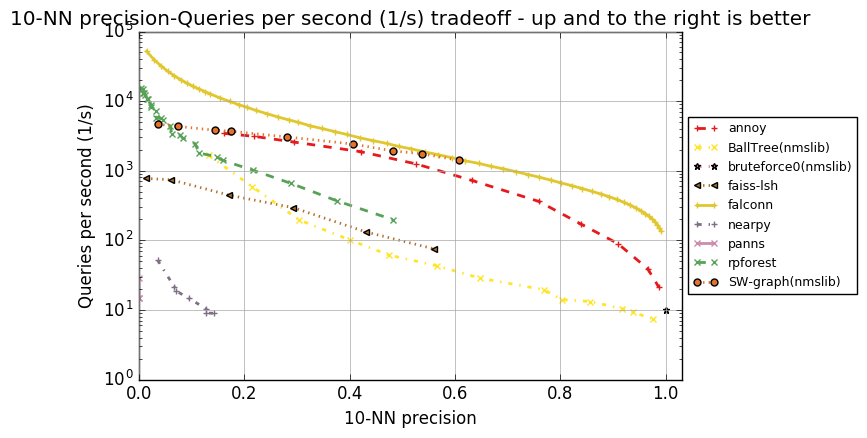 10-NN precision-Queries per second (1/s) tradeoff - up and to the right is better
10⁵
10⁴
10³
10²
10¹
10⁰
Queries per second (1/s)
0.0 0.2 0.4 0.6 0.8 1.0
10-NN precision
annoy
BallTree(nmslib)
bruteforce0(nmslib)
faiss-lsh
falconn
nearpy
panns
rpforest
SW-graph(nmslib)